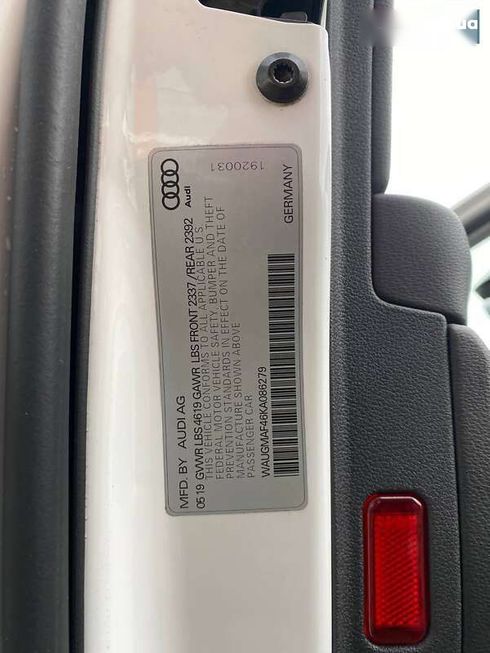 MFD. BY AUDI AG
05 19 GVWR LBS 4619 GAWR LBS FRONT 2337 /REAR 2392
THIS VEHICLE CONFORMS TO ALL APPLICABLE U.S.
FEDERAL MOTOR VEHICLE SAFETY, BUMPER AND THEFT
PREVENTION STANDARDS IN EFFECT ON THE DATE OF
MANUFACTURE SHOWN ABOVE
PASSENGER CAR
WAUGMAF46KA086279
GERMANY
Audi
1920031